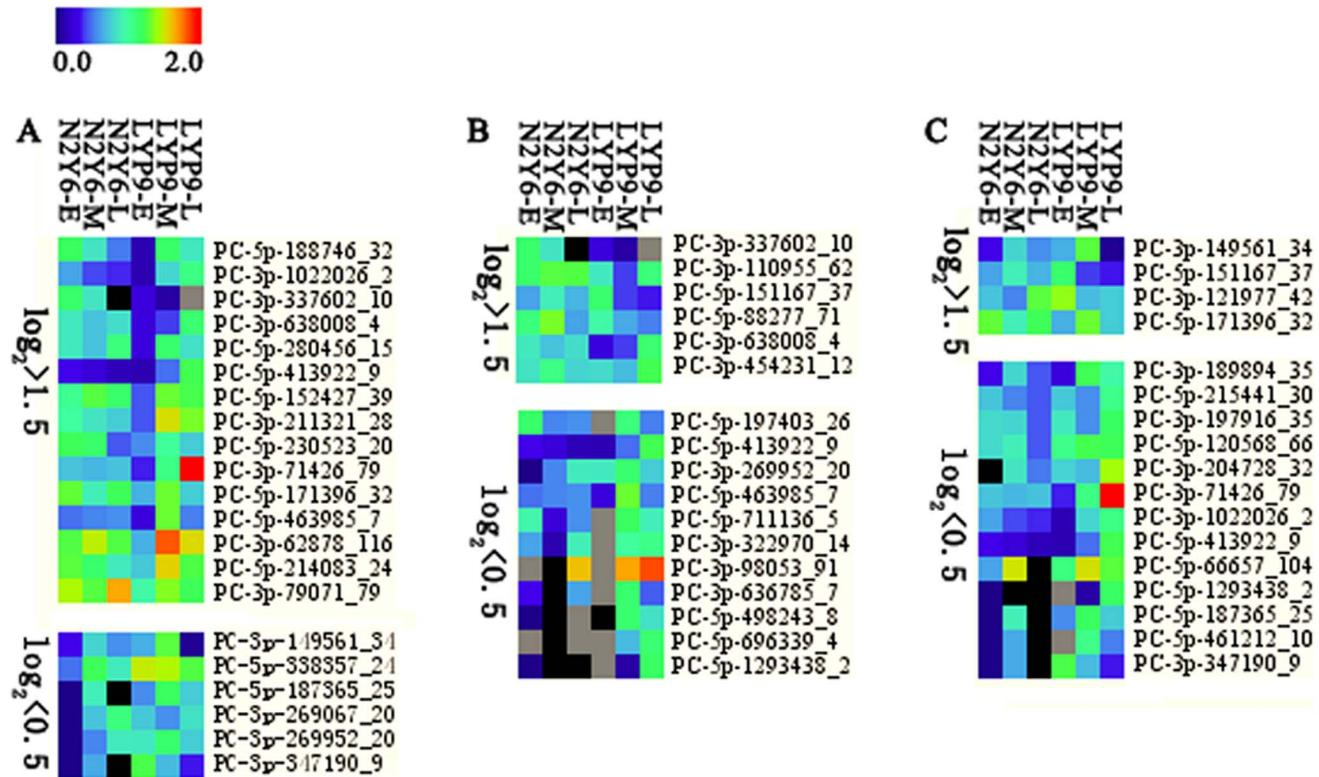 0.0 2.0
A
N2Y6-E
N2Y6-M
N2Y6-L
LYP9-E
LYP9-M
LYP9-L
log2>1.5
PC-5p-188746_32
PC-3p-1022026_2
PC-3p-337602_10
PC-3p-638008_4
PC-5p-280456_15
PC-5p-413922_9
PC-5p-152427_39
PC-3p-211321_28
PC-5p-230523_20
PC-3p-71426_79
PC-5p-171396_32
PC-5p-463985_7
PC-3p-62878_116
PC-5p-214083_24
PC-3p-79071_79
log2<0.5
PC-3p-149561_34
PC-5p-338357_24
PC-5p-187365_25
PC-3p-269067_20
PC-3p-269952_20
PC-3p-347190_9
B
N2Y6-E
N2Y6-M
N2Y6-L
LYP9-E
LYP9-M
LYP9-L
log2>1.5
PC-3p-337602_10
PC-3p-110955_62
PC-5p-151167_37
PC-5p-88277_71
PC-3p-638008_4
PC-3p-454231_12
log2<0.5
PC-5p-197403_26
PC-5p-413922_9
PC-3p-269952_20
PC-5p-463985_7
PC-5p-711136_5
PC-3p-322970_14
PC-3p-98053_91
PC-3p-636785_7
PC-5p-498243_8
PC-5p-696339_4
PC-5p-1293438_2
C
N2Y6-E
N2Y6-M
N2Y6-L
LYP9-E
LYP9-M
LYP9-L
log2>1.5
PC-3p-149561_34
PC-5p-151167_37
PC-3p-121977_42
PC-5p-171396_32
log2<0.5
PC-3p-189894_35
PC-5p-215441_30
PC-3p-197916_35
PC-5p-120568_66
PC-3p-204728_32
PC-3p-71426_79
PC-3p-1022026_2
PC-5p-413922_9
PC-5p-66657_104
PC-5p-1293438_2
PC-5p-187365_25
PC-5p-461212_10
PC-3p-347190_9